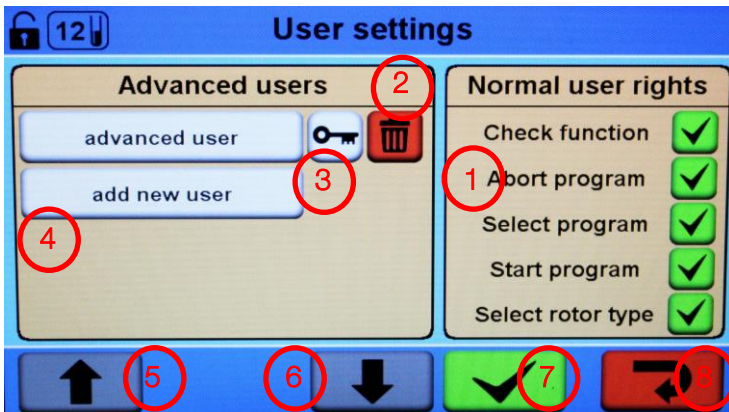 12
User settings
Advanced users
2
advanced user
3
add new user
4
Normal user rights
Check function
1
Abort program
Select program
Start program
Select rotor type
5
6
7
8